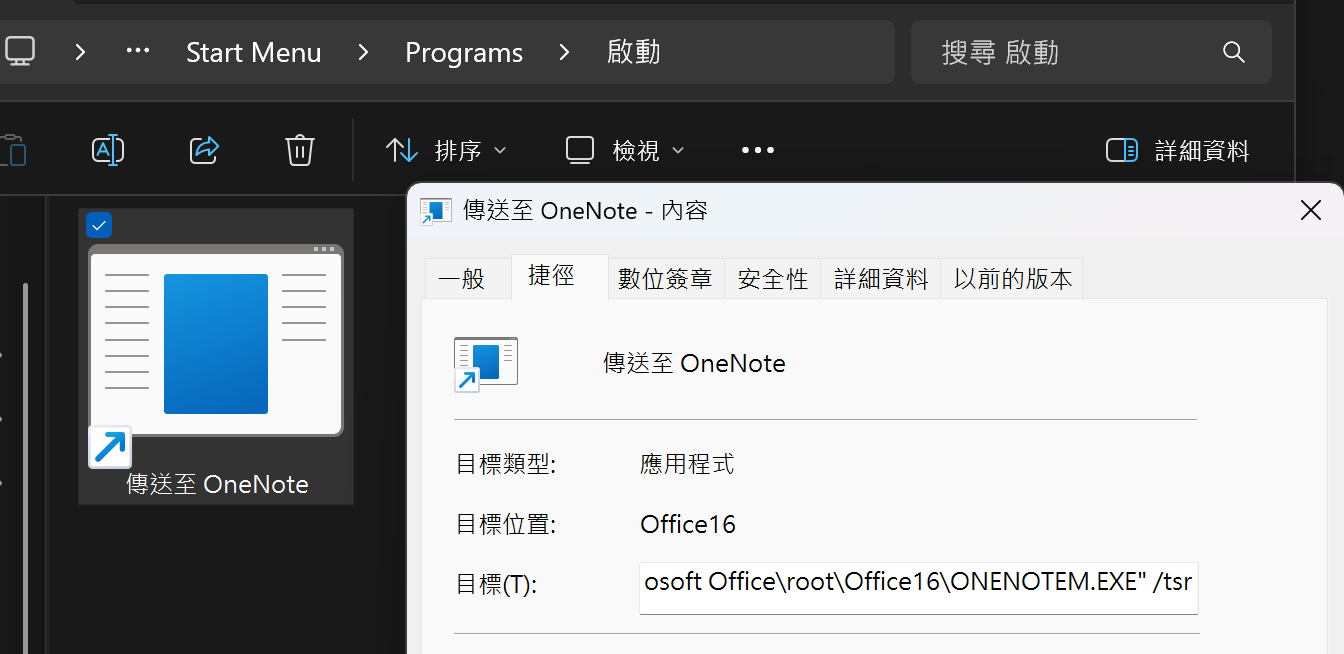 Start Menu > Programs > 啟動
搜尋 啟動
排序
檢視
詳細資料
傳送至 OneNote
傳送至 OneNote - 內容
一般 捷徑 數位簽章 安全性 詳細資料 以前的版本
傳送至 OneNote
目標類型: 應用程式
目標位置: Office16
目標(T): osoft Office\root\Office16\ONENOTEM.EXE" /tsr